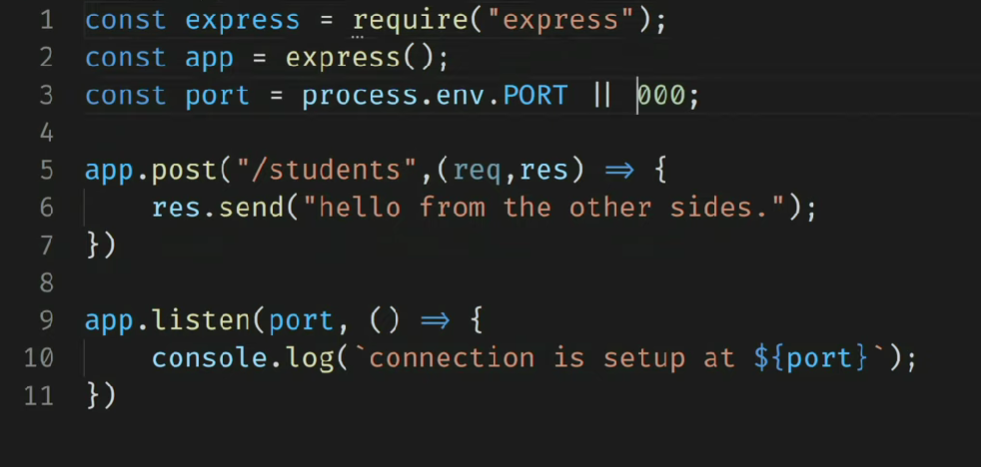 1 const express = require("express");
2 const app = express();
3 const port = process.env.PORT || 000;
4
5 app.post("/students",(req,res) => {
6 res.send("hello from the other sides.");
7 })
8
9 app.listen(port, () => {
10 console.log(`connection is setup at ${port}`);
11 })